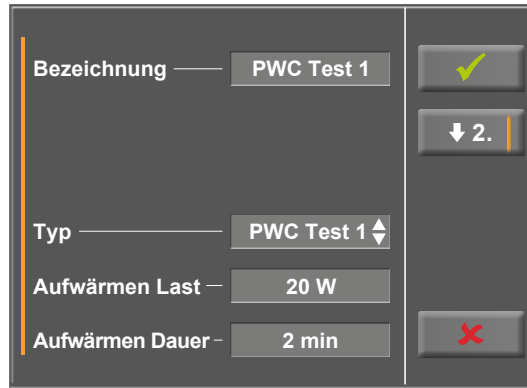 Bezeichnung PWC Test 1
2.
Typ PWC Test 1
Aufwärmen Last 20 W
Aufwärmen Dauer 2 min